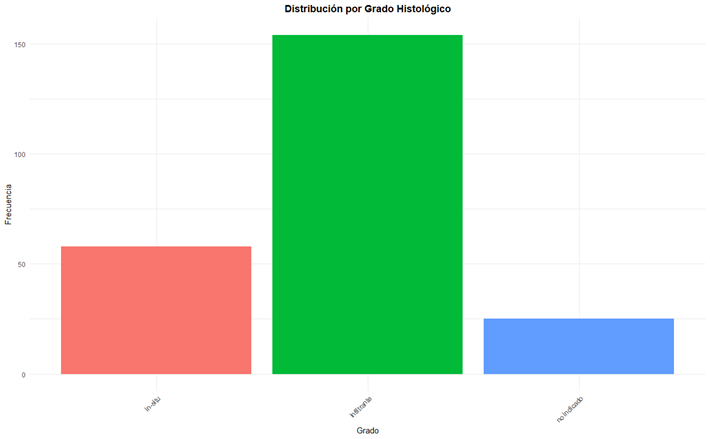 Distribución por Grado Histológico
150
100
50
0
Frecuencia
In-situ
Infiltrante
no indicado
Grado